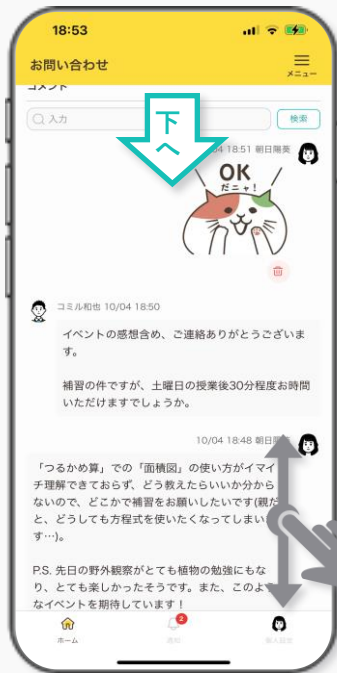 18:53
お問い合わせ
メニュー
コメント
入力
検索
下
へ
04 18:51 朝日陽美
OK
だニャ!
コミル和也 10/04 18:50
イベントの感想含め、ご連絡ありがとうございま
す。
補習の件ですが、土曜日の授業後30分程度お時間
いただけますでしょうか。
10/04 18:48 朝日
「つるかめ算」での「面積図」の使い方がイマイ
チ理解できておらず、どう教えたらいいか分から
ないので、どこかで補習をお願いしたいです(親だ
と、どうしても方程式を使いたくなってしまい
す…)。
P.S. 先日の野外観察がとても植物の勉強にもな
り、とても楽しかったそうです。また、このよ
なイベントを期待しています!
2
ホーム
通知
個人設定